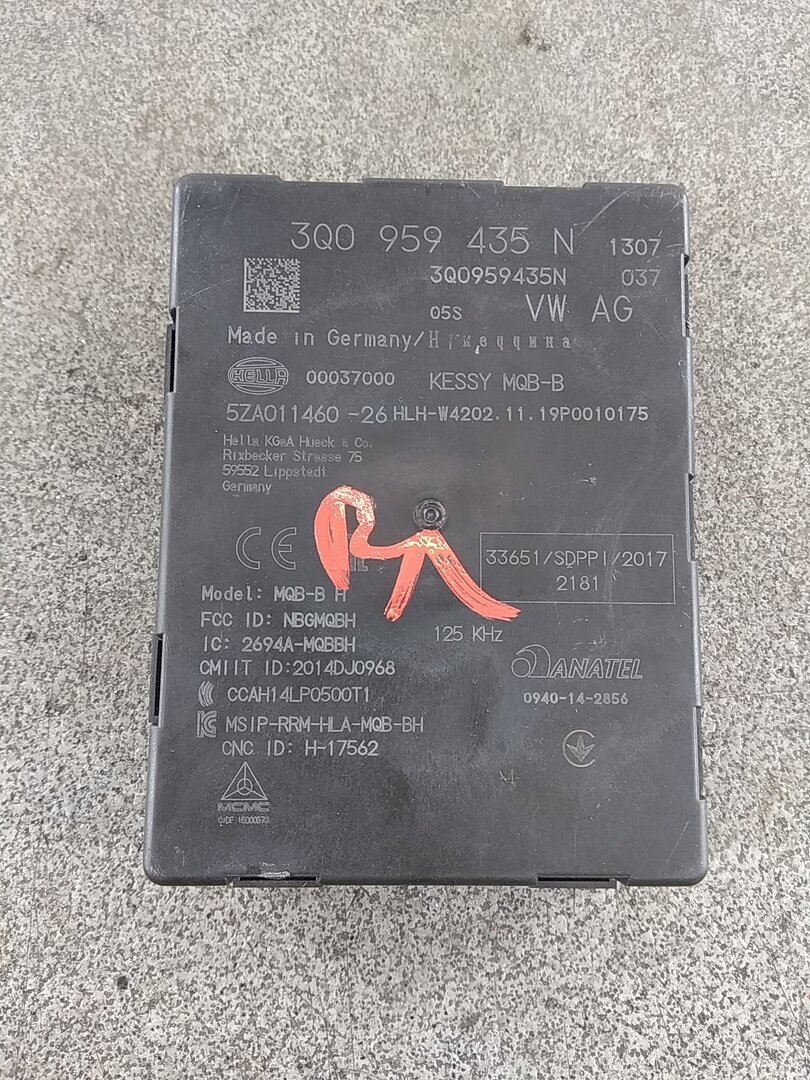 3Q0 959 435 N 1307
3Q0959435N 037
05S VW AG
Made in Germany/
HELLA 00037000 KESSY MQB-B
5ZA011460 -26 HLH-W4202.11.19P0010175
Hella KGaA Hueck & Co.
Rixbecker Strasse 75
59552 Lippstadt
Germany
CE
33651/SDPPI/2017
2181
Model: MQB-B H
FCC ID: NBGMQBH
125 KHz
IC: 2694A-MQBBH
CMIIT ID:2014DJ0968
ANATEL
CCAH14LP0500T1
0940-14-2856
MSIP-RRM-HLA-MQB-BH
CNC ID: H-17562
MCMC